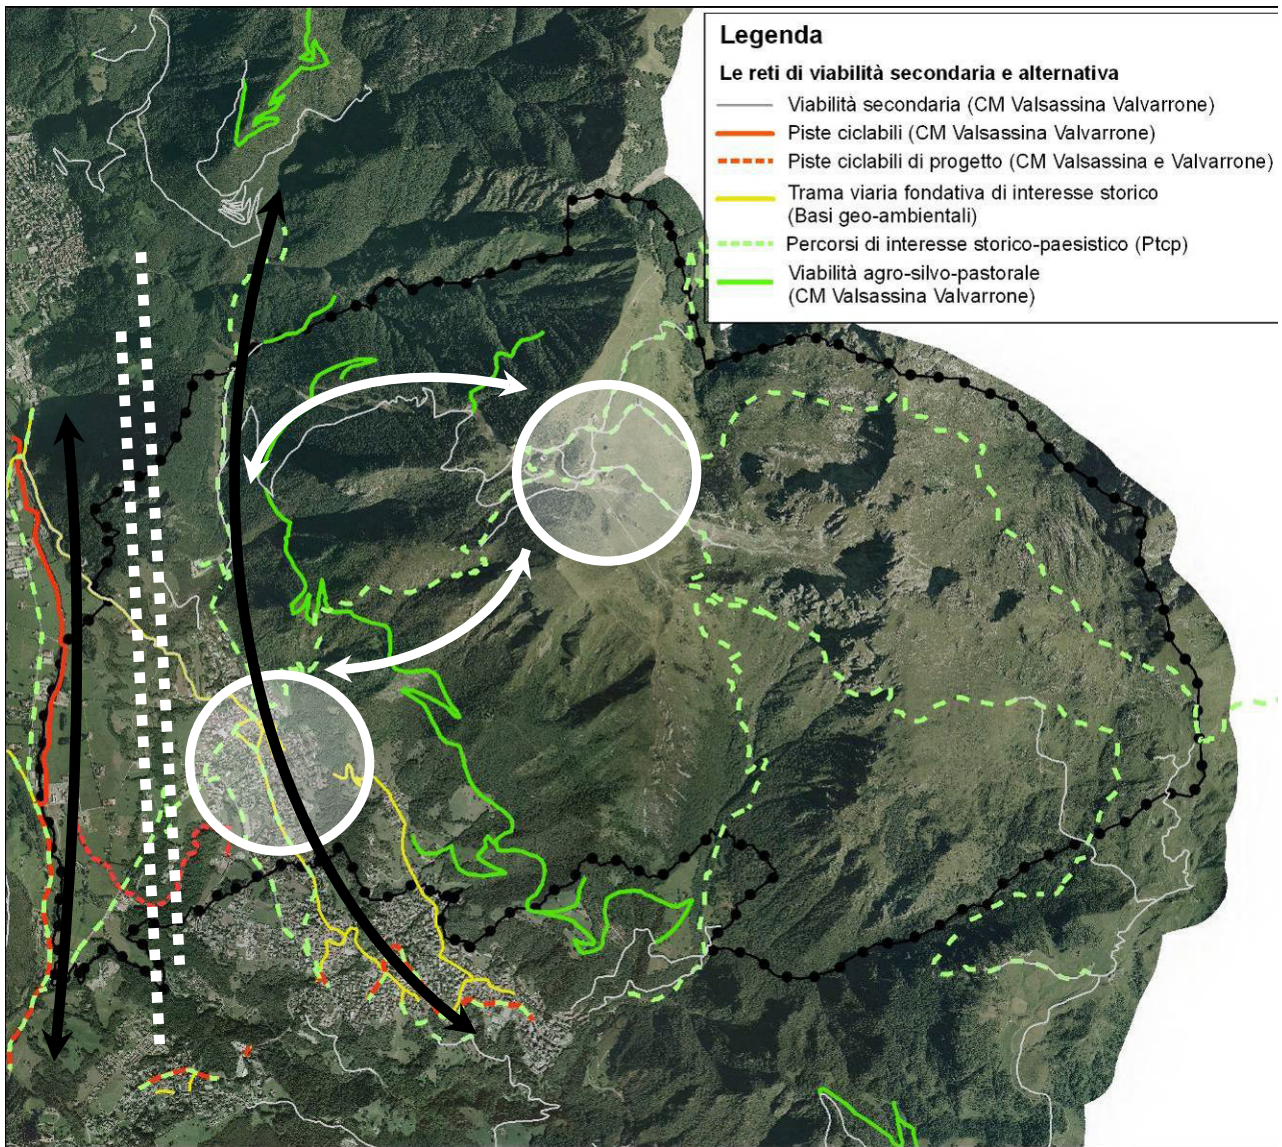 Legenda
Le reti di viabilità secondaria e alternativa
Viabilità secondaria (CM Valsassina Valvarrone)
Piste ciclabili (CM Valsassina Valvarrone)
Piste ciclabili di progetto (CM Valsassina e Valvarrone)
Trama viaria fondativa di interesse storico
(Basi geo-ambientali)
Percorsi di interesse storico-paesistico (Ptcp)
Viabilità agro-silvo-pastorale
(CM Valsassina Valvarrone)